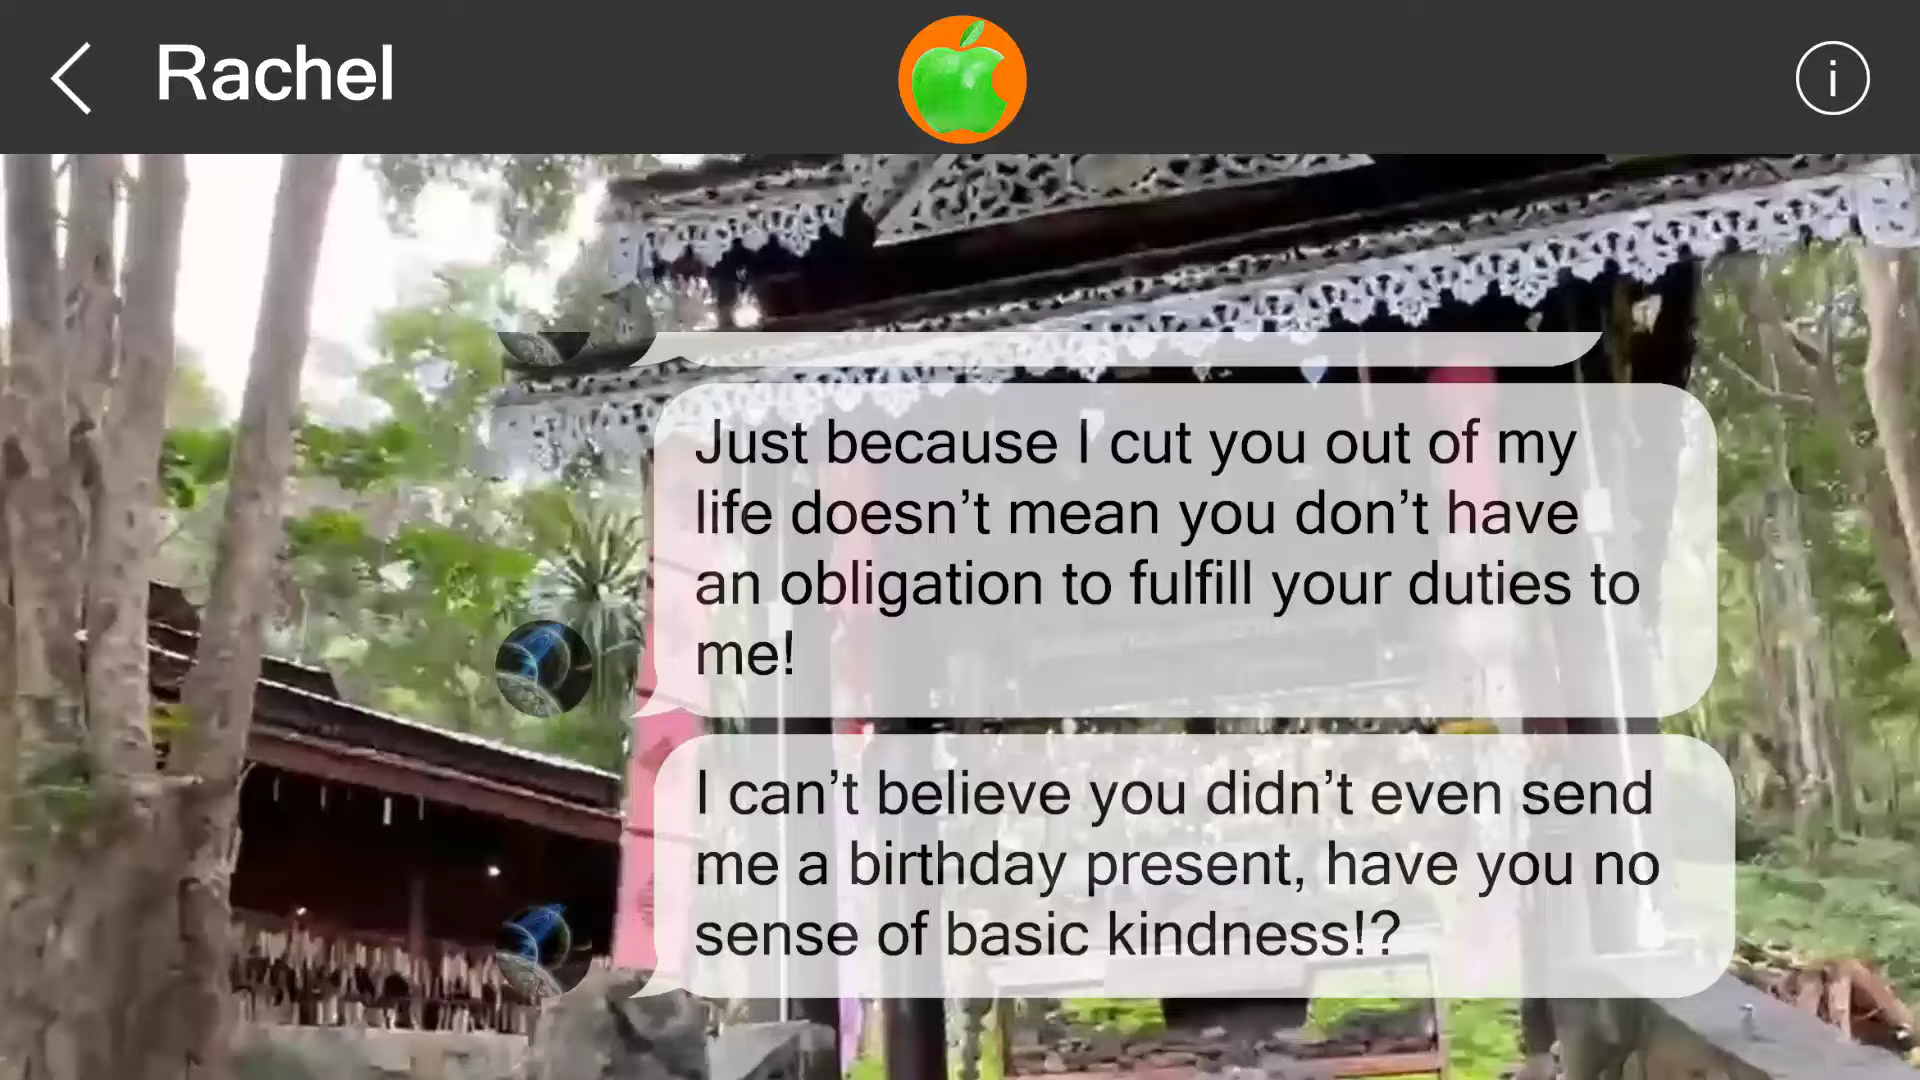 Rachel
Just because I cut you out of my
life doesn’t mean you don’t have
an obligation to fulfill your duties to
me!
I can’t believe you didn’t even send
me a birthday present, have you no
sense of basic kindness!?